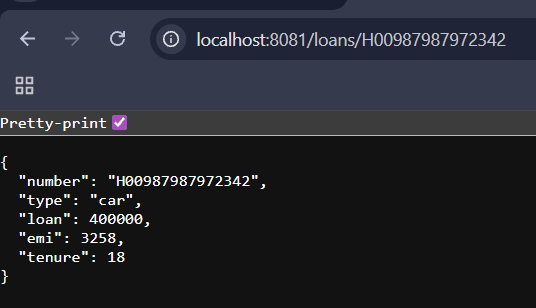 localhost:8081/loans/H00987987972342
Pretty-print
{
  "number": "H00987987972342",
  "type": "car",
  "loan": 400000,
  "emi": 3258,
  "tenure": 18
}